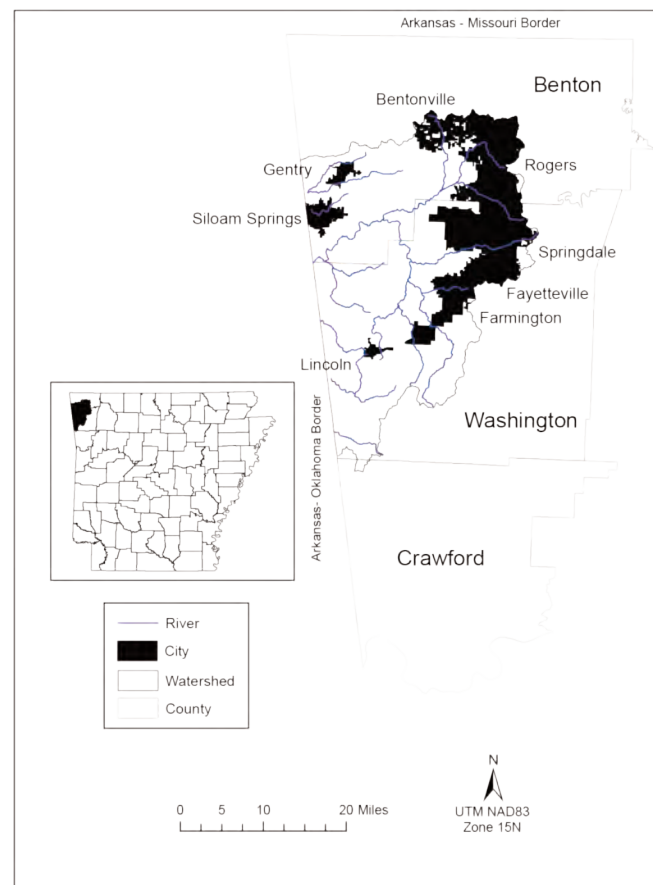 Arkansas - Missouri Border
Benton
Bentonville
Gentry
Rogers
Siloam Springs
Springdale
Fayetteville
Farmington
Lincoln
Washington
Arkansas- Oklahoma Border
Crawford
River
City
Watershed
County
N
0 5 10 20 Miles
UTM NAD83
Zone 15N